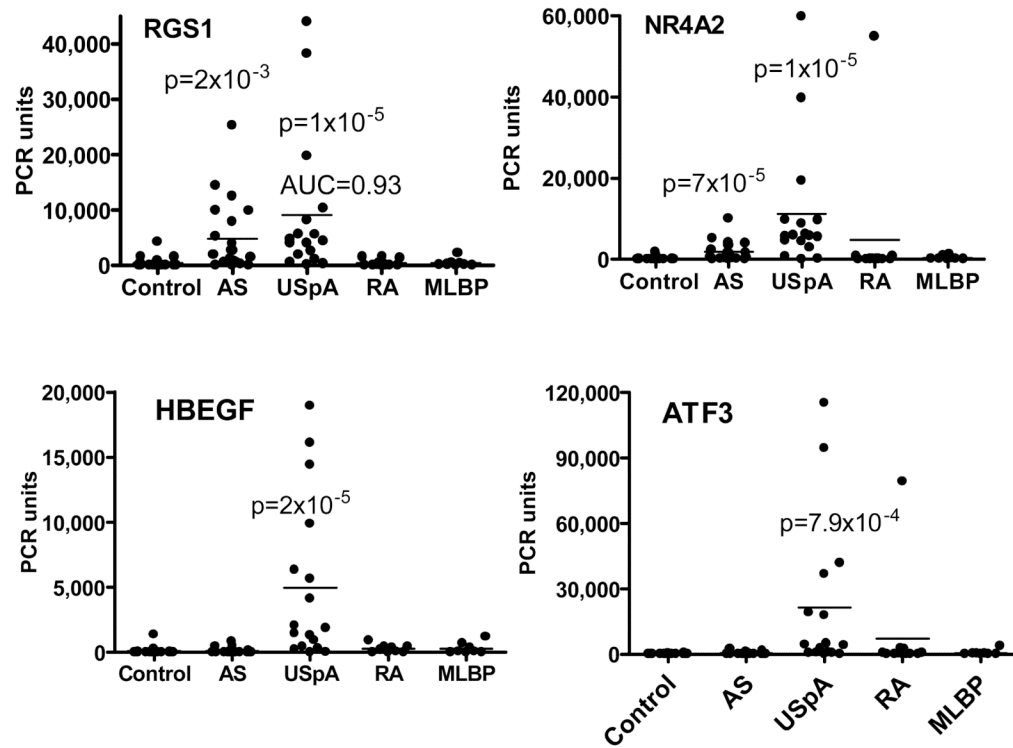 RGS1
40,000
30,000
20,000
10,000
0
PCR units
p=2x10-3
p=1x10-5
AUC=0.93
Control AS USpA RA MLBP
NR4A2
60,000
40,000
20,000
0
PCR units
p=7x10-5
p=1x10-5
Control AS USpA RA MLBP
HBEGF
20,000
15,000
10,000
5,000
0
PCR units
p=2x10-5
Control AS USpA RA MLBP
ATF3
120,000
90,000
60,000
30,000
0
PCR units
p=7.9x10-4
Control AS USpA RA MLBP